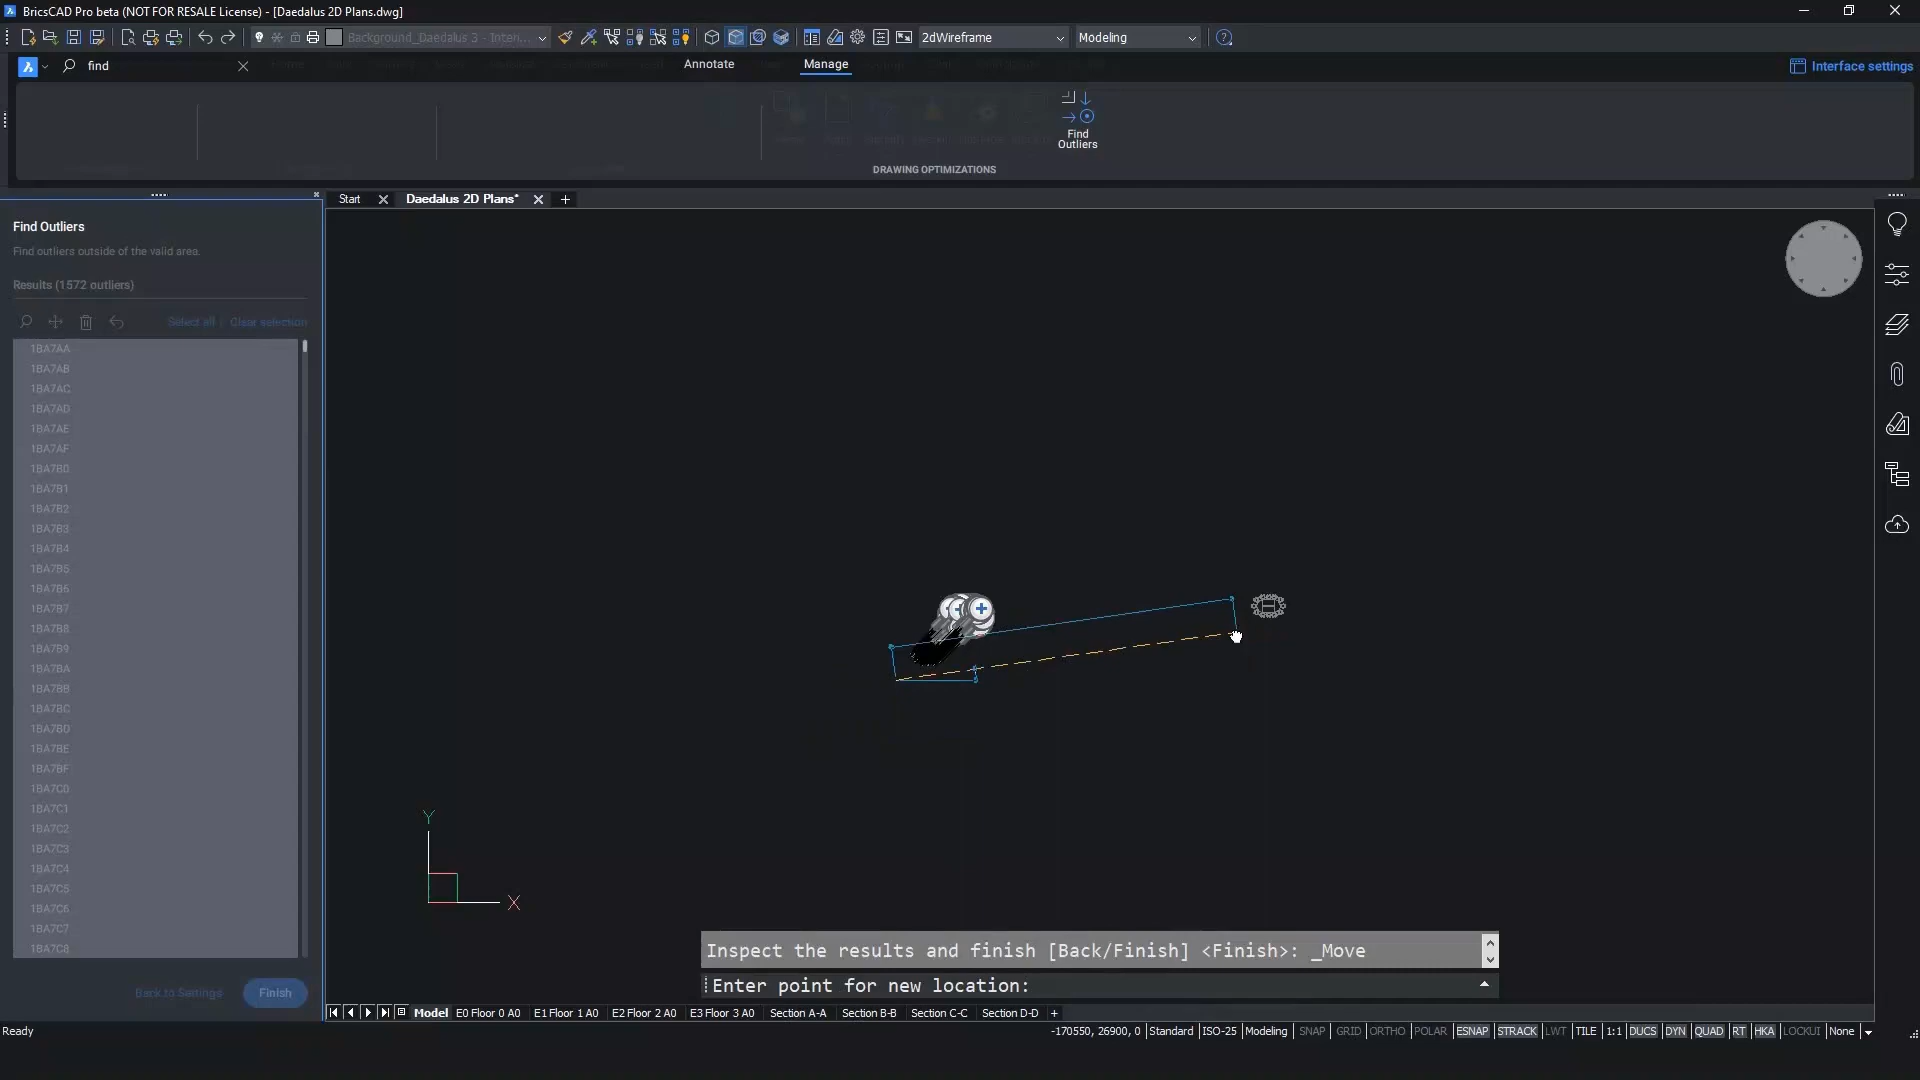 BricsCAD Pro beta (NOT FOR RESALE License) - [Daedalus 2D Plans.dwg]
Background_Daedalus 3 - Inten...
2dWireframe
Modeling
find
Annotate
Manage
Interface settings
Find
Outliers
DRAWING OPTIMIZATIONS
Start
Daedalus 2D Plans*
Find Outliers
Find outliers outside of the valid area.
Results (1572 outliers)
Select all
Clear selection
1BA7AA
1BA7AB
1BA7AC
1BA7AD
1BA7AE
1BA7AF
1BA7B0
1BA7B1
1BA7B2
1BA7B3
1BA7B4
1BA7B5
1BA7B6
1BA7B7
1BA7B8
1BA7B9
1BA7BA
1BA7BB
1BA7BC
1BA7BD
1BA7BE
1BA7BF
1BA7C0
1BA7C1
1BA7C2
1BA7C3
1BA7C4
1BA7C5
1BA7C6
1BA7C7
1BA7C8
Back to Settings
Finish
Y
X
Inspect the results and finish [Back/Finish] <Finish>: _Move
Enter point for new location:
Model
E0 Floor 0 A0
E1 Floor 1 A0
E2 Floor 2 A0
E3 Floor 3 A0
Section A-A
Section B-B
Section C-C
Section D-D
Ready
-170550, 26900, 0
Standard
ISO-25
Modeling
SNAP
GRID
ORTHO
POLAR
ESNAP
STRACK
LWT
TILE
1:1
DUCS
DYN
QUAD
RT
HKA
LOCKUI
None